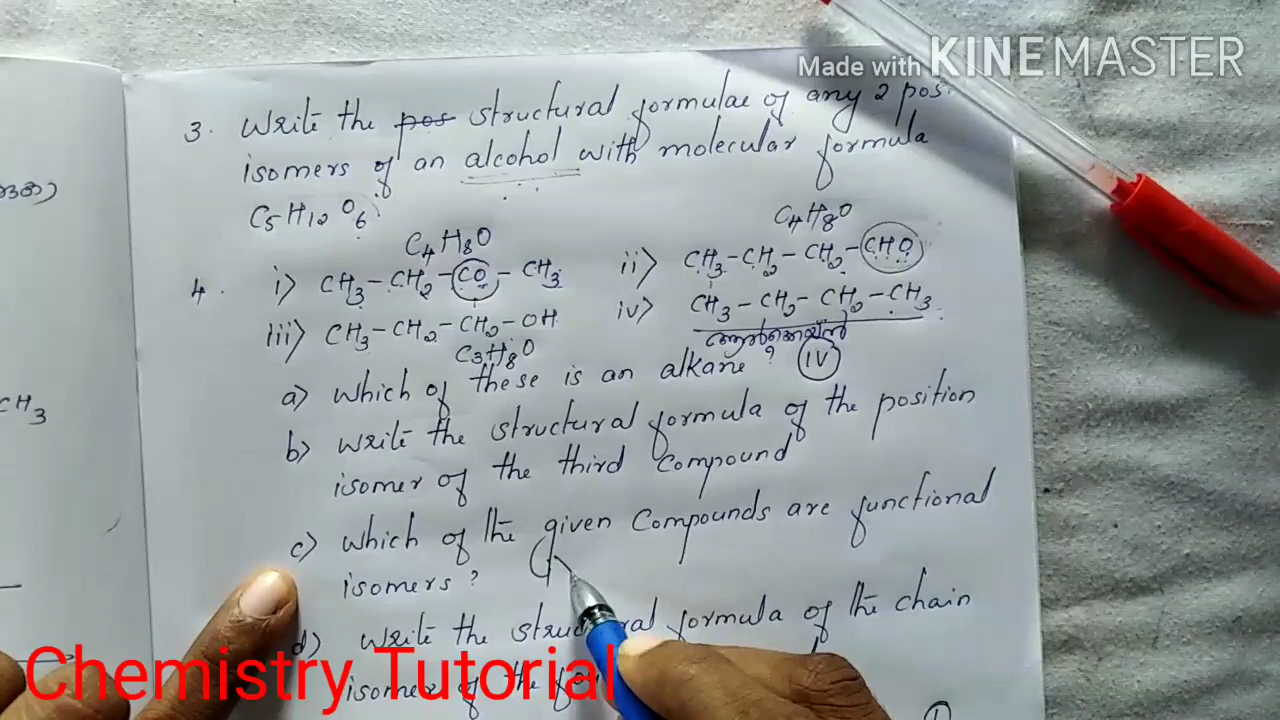 Made with KINEMASTER
3. Write the pos structural formulae of any 2 pos.
isomers of an alcohol with molecular formula
C5H12O6
C4H8O
C4H8O
4. i) CH3-CH2-CO-CH3 ii) CH3-CH2-CH2-CHO
iii) CH3-CH2-CH2-OH iv) CH3-CH2-CH2-CH3
C3H8O
a) Which of these is an alkane? IV
b) Write the structural formula of the position
isomer of the third Compound
c) Which of the given Compounds are functional
isomers?
d) Write the structural formula of the chain
isomer of the
CH3
Chemistry Tutorial